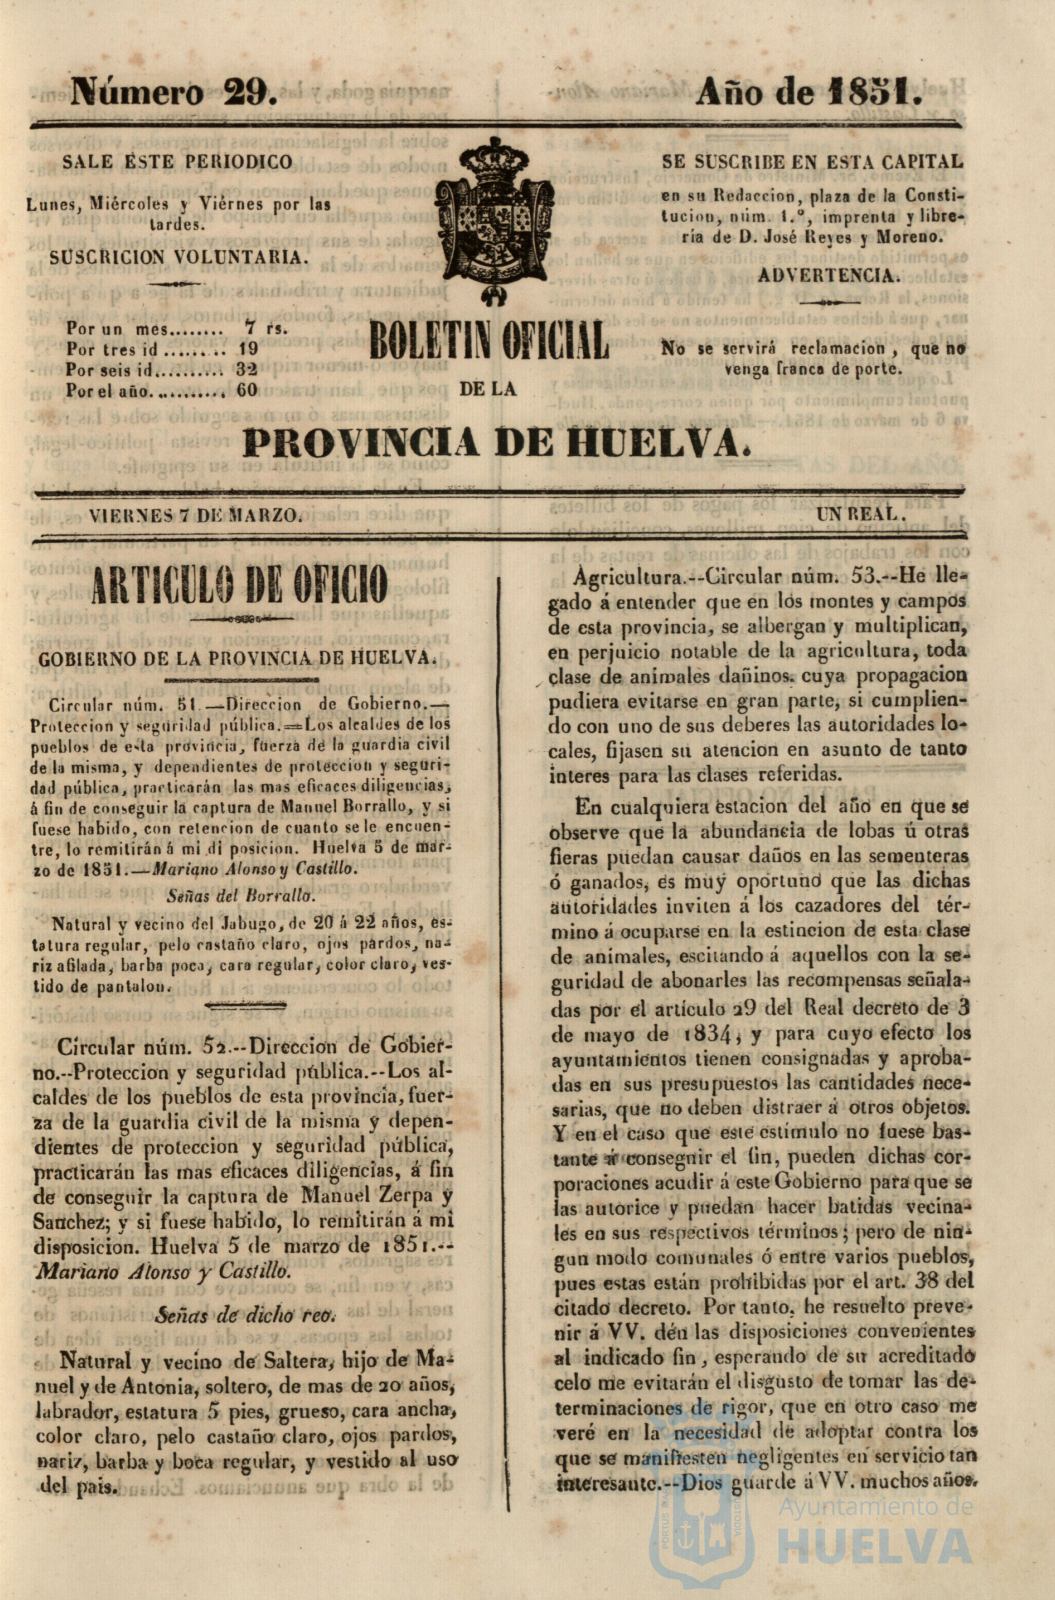 Número 29.
Año de 1851.
SALE ESTE PERIODICO
Lunes, Miércoles y Viérnes por las
tardes.
SUSCRICION VOLUNTARIA.
Por un mes........ 7 rs.
Por tres id ......... 19
Por seis id.......... 32
Por el año........... 60
SE SUSCRIBE EN ESTA CAPITAL
en su Redaccion, plaza de la Consti-
tucion, núm. 1.º, imprenta y libre-
ria de D. José Reyes y Moreno.
ADVERTENCIA.
No se servirá reclamacion, que no
venga franca de porte.
BOLETIN OFICIAL
DE LA
PROVINCIA DE HUELVA.
VIERNES 7 DE MARZO.
UN REAL.
ARTICULO DE OFICIO
GOBIERNO DE LA PROVINCIA DE HUELVA.
Circular núm. 51.—Direccion de Gobierno.—
Proteccion y seguridad pública.=Los alcaldes de los
pueblos de esta provincia, fuerza de la guardia civil
de la misma, y dependientes de proteccion y seguri-
dad pública, practicarán las mas eficaces diligencias,
á fin de conseguir la captura de Manuel Borrallo, y si
fuese habido, con retencion de cuanto se le encuen-
tre, lo remitirán á mi di posicion. Huelva 5 de mar-
zo de 1851.—Mariano Alonso y Castillo.
Señas del Borrallo.
Natural y vecino del Jabugo, de 20 á 22 años, es-
tatura regular, pelo castaño claro, ojos pardos, na-
riz afilada, barba poca, cara regular, color claro, ves-
tido de pantalon.
Circular núm. 52.--Direccion de Gobier-
no.--Proteccion y seguridad pública.--Los al-
caldes de los pueblos de esta provincia, fuer-
za de la guardia civil de la misma y depen-
dientes de proteccion y seguridad pública,
practicarán las mas eficaces diligencias, á fin
de conseguir la captura de Manuel Zerpa y
Sanchez; y si fuese habido, lo remitirán á mi
disposicion. Huelva 5 de marzo de 1851.--
Mariano Alonso y Castillo.
Señas de dicho reo.
Natural y vecino de Saltera, hijo de Ma-
nuel y de Antonia, soltero, de mas de 20 años,
labrador, estatura 5 pies, grueso, cara ancha,
color claro, pelo castaño claro, ojos pardos,
nariz, barba y boca regular, y vestido al uso
del pais.
Agricultura.--Circular núm. 53.--He lle-
gado á entender que en los montes y campos
de esta provincia, se albergan y multiplican,
en perjuicio notable de la agricultura, toda
clase de animales dañinos. cuya propagacion
pudiera evitarse en gran parte, si cumplien-
do con uno de sus deberes las autoridades lo-
cales, fijasen su atencion en asunto de tanto
interes para las clases referidas.
En cualquiera estacion del año en que se
observe que la abundancia de lobas ú otras
fieras puedan causar daños en las sementeras
ó ganados, es muy oportuno que las dichas
autoridades inviten á los cazadores del tér-
mino á ocuparse en la estincion de esta clase
de animales, escitando á aquellos con la se-
guridad de abonarles las recompensas señala-
das por el artículo 29 del Real decreto de 3
de mayo de 1834, y para cuyo efecto los
ayuntamientos tienen consignadas y aproba-
das en sus presupuestos las cantidades nece-
sarias, que no deben distraer á otros objetos.
Y en el caso que este estímulo no fuese bas-
tante á conseguir el fin, pueden dichas cor-
poraciones acudir á este Gobierno para que se
las autorice y puedan hacer batidas vecina-
les en sus respectivos términos; pero de nin-
gun modo comunales ó entre varios pueblos,
pues estas están prohibidas por el art. 38 del
citado decreto. Por tanto, he resuelto preve-
nir á VV. dén las disposiciones convenientes
al indicado fin, esperando de su acreditado
celo me evitarán el disgusto de tomar las de-
terminaciones de rigor, que en otro caso me
veré en la necesidad de adoptar contra los
que se manifiesten negligentes en servicio tan
interesante.--Dios guarde á VV. muchos años.
Ayuntamiento de
HUELVA